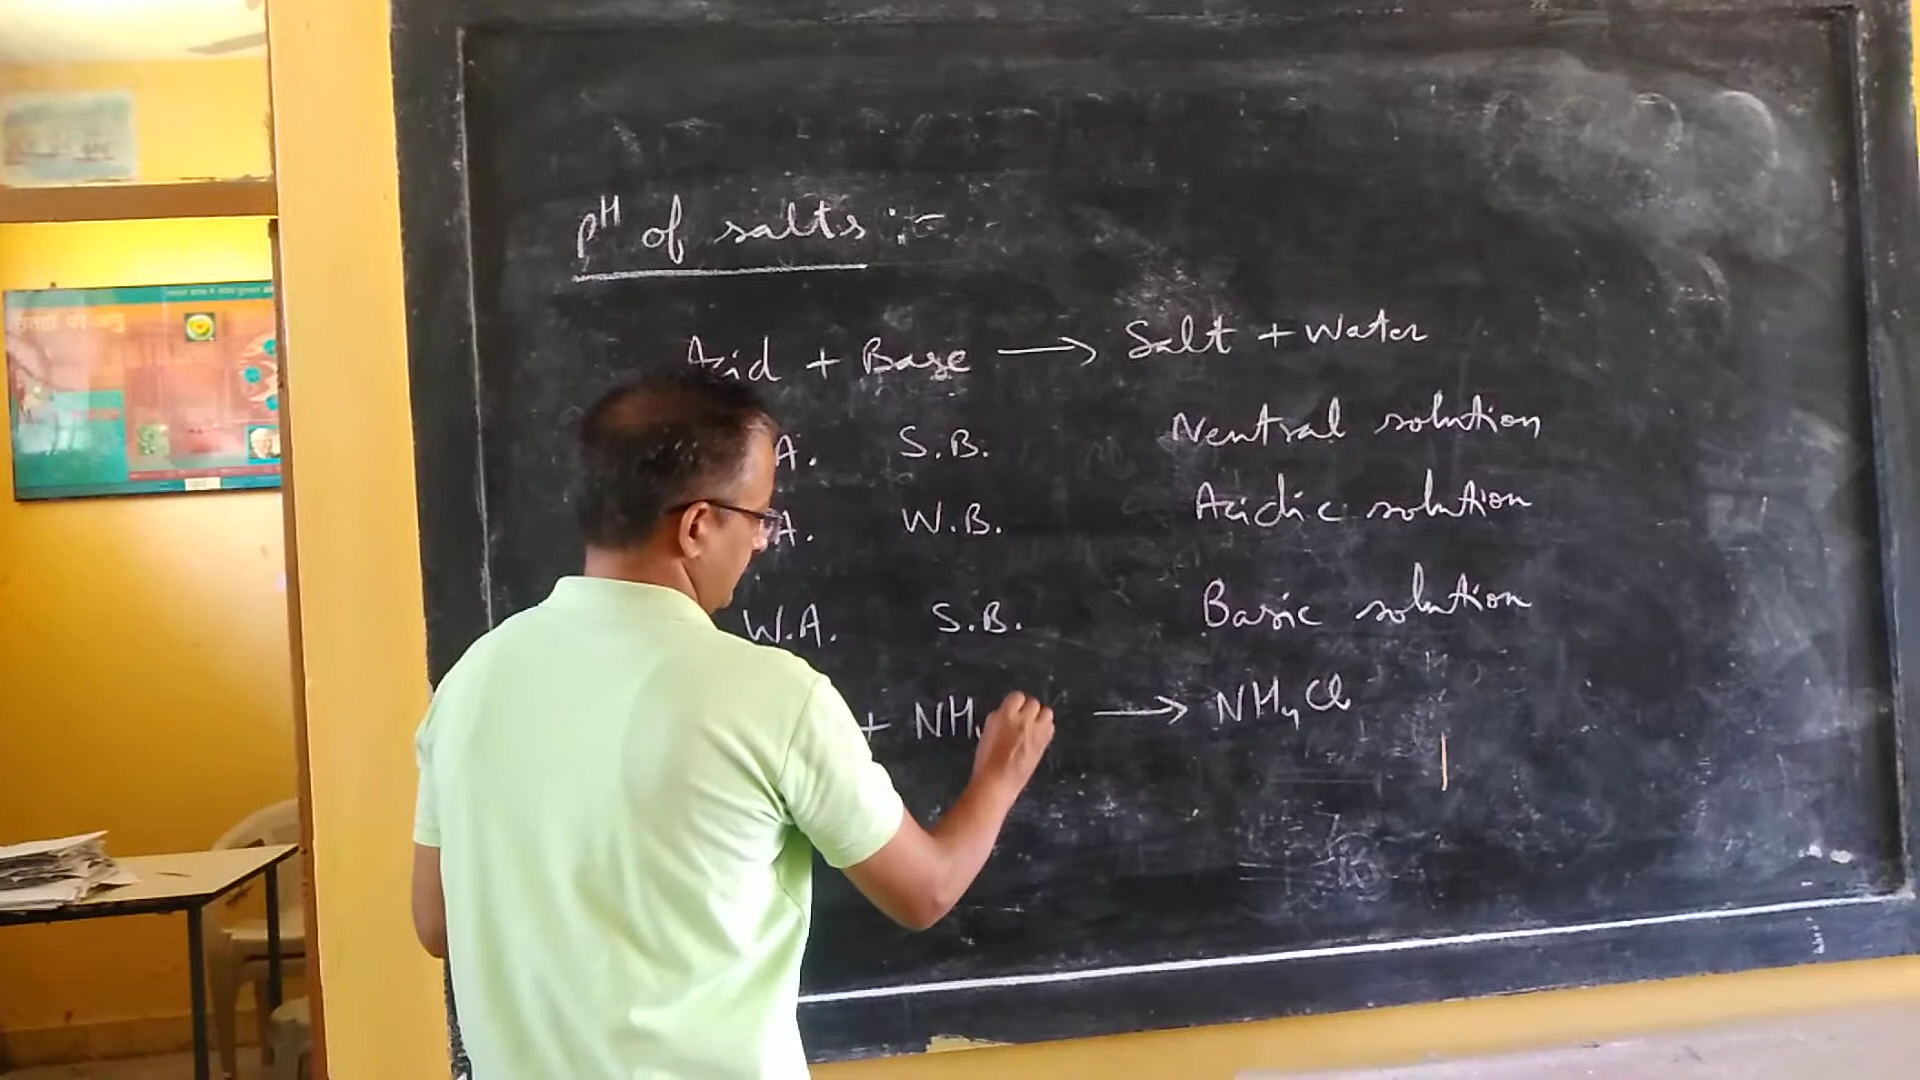 pH of salts :-
Acid + Base → Salt + Water
A. S.B. Neutral solution
A. W.B. Acidic solution
W.A. S.B. Basic solution
+ NH → NH4Cl